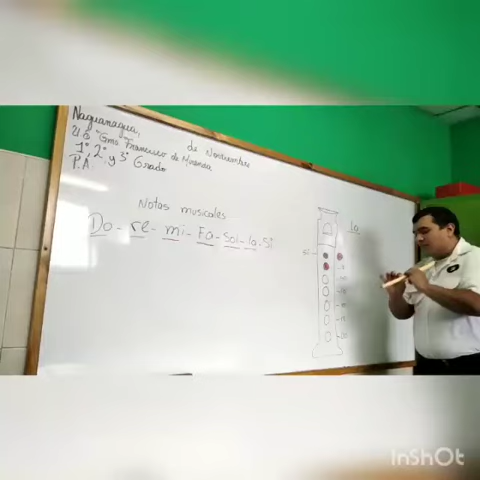 Naguanagua, de Noviembre
U.E "Gmo Francisco de Miranda
1° 2° y 3° Grado
P.A
Notas musicales
Do - re - mi - Fa - Sol - la - Si
la
InShOt